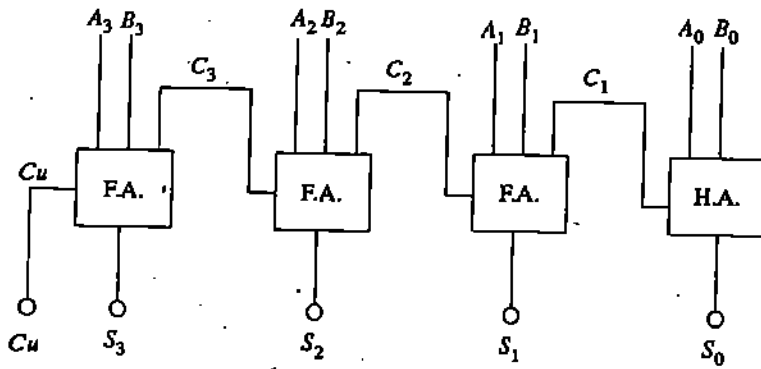 A3 B3 A2 B2 A1 B1 A0 B0
C3 C2 C1
Cu F.A. F.A. F.A. H.A.
Cu S3 S2 S1 S0